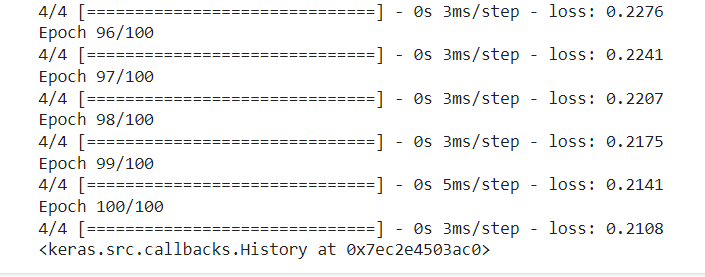 4/4 [==============================] - 0s 3ms/step - loss: 0.2276
Epoch 96/100
4/4 [==============================] - 0s 3ms/step - loss: 0.2241
Epoch 97/100
4/4 [==============================] - 0s 3ms/step - loss: 0.2207
Epoch 98/100
4/4 [==============================] - 0s 3ms/step - loss: 0.2175
Epoch 99/100
4/4 [==============================] - 0s 5ms/step - loss: 0.2141
Epoch 100/100
4/4 [==============================] - 0s 3ms/step - loss: 0.2108
<keras.src.callbacks.History at 0x7ec2e4503ac0>